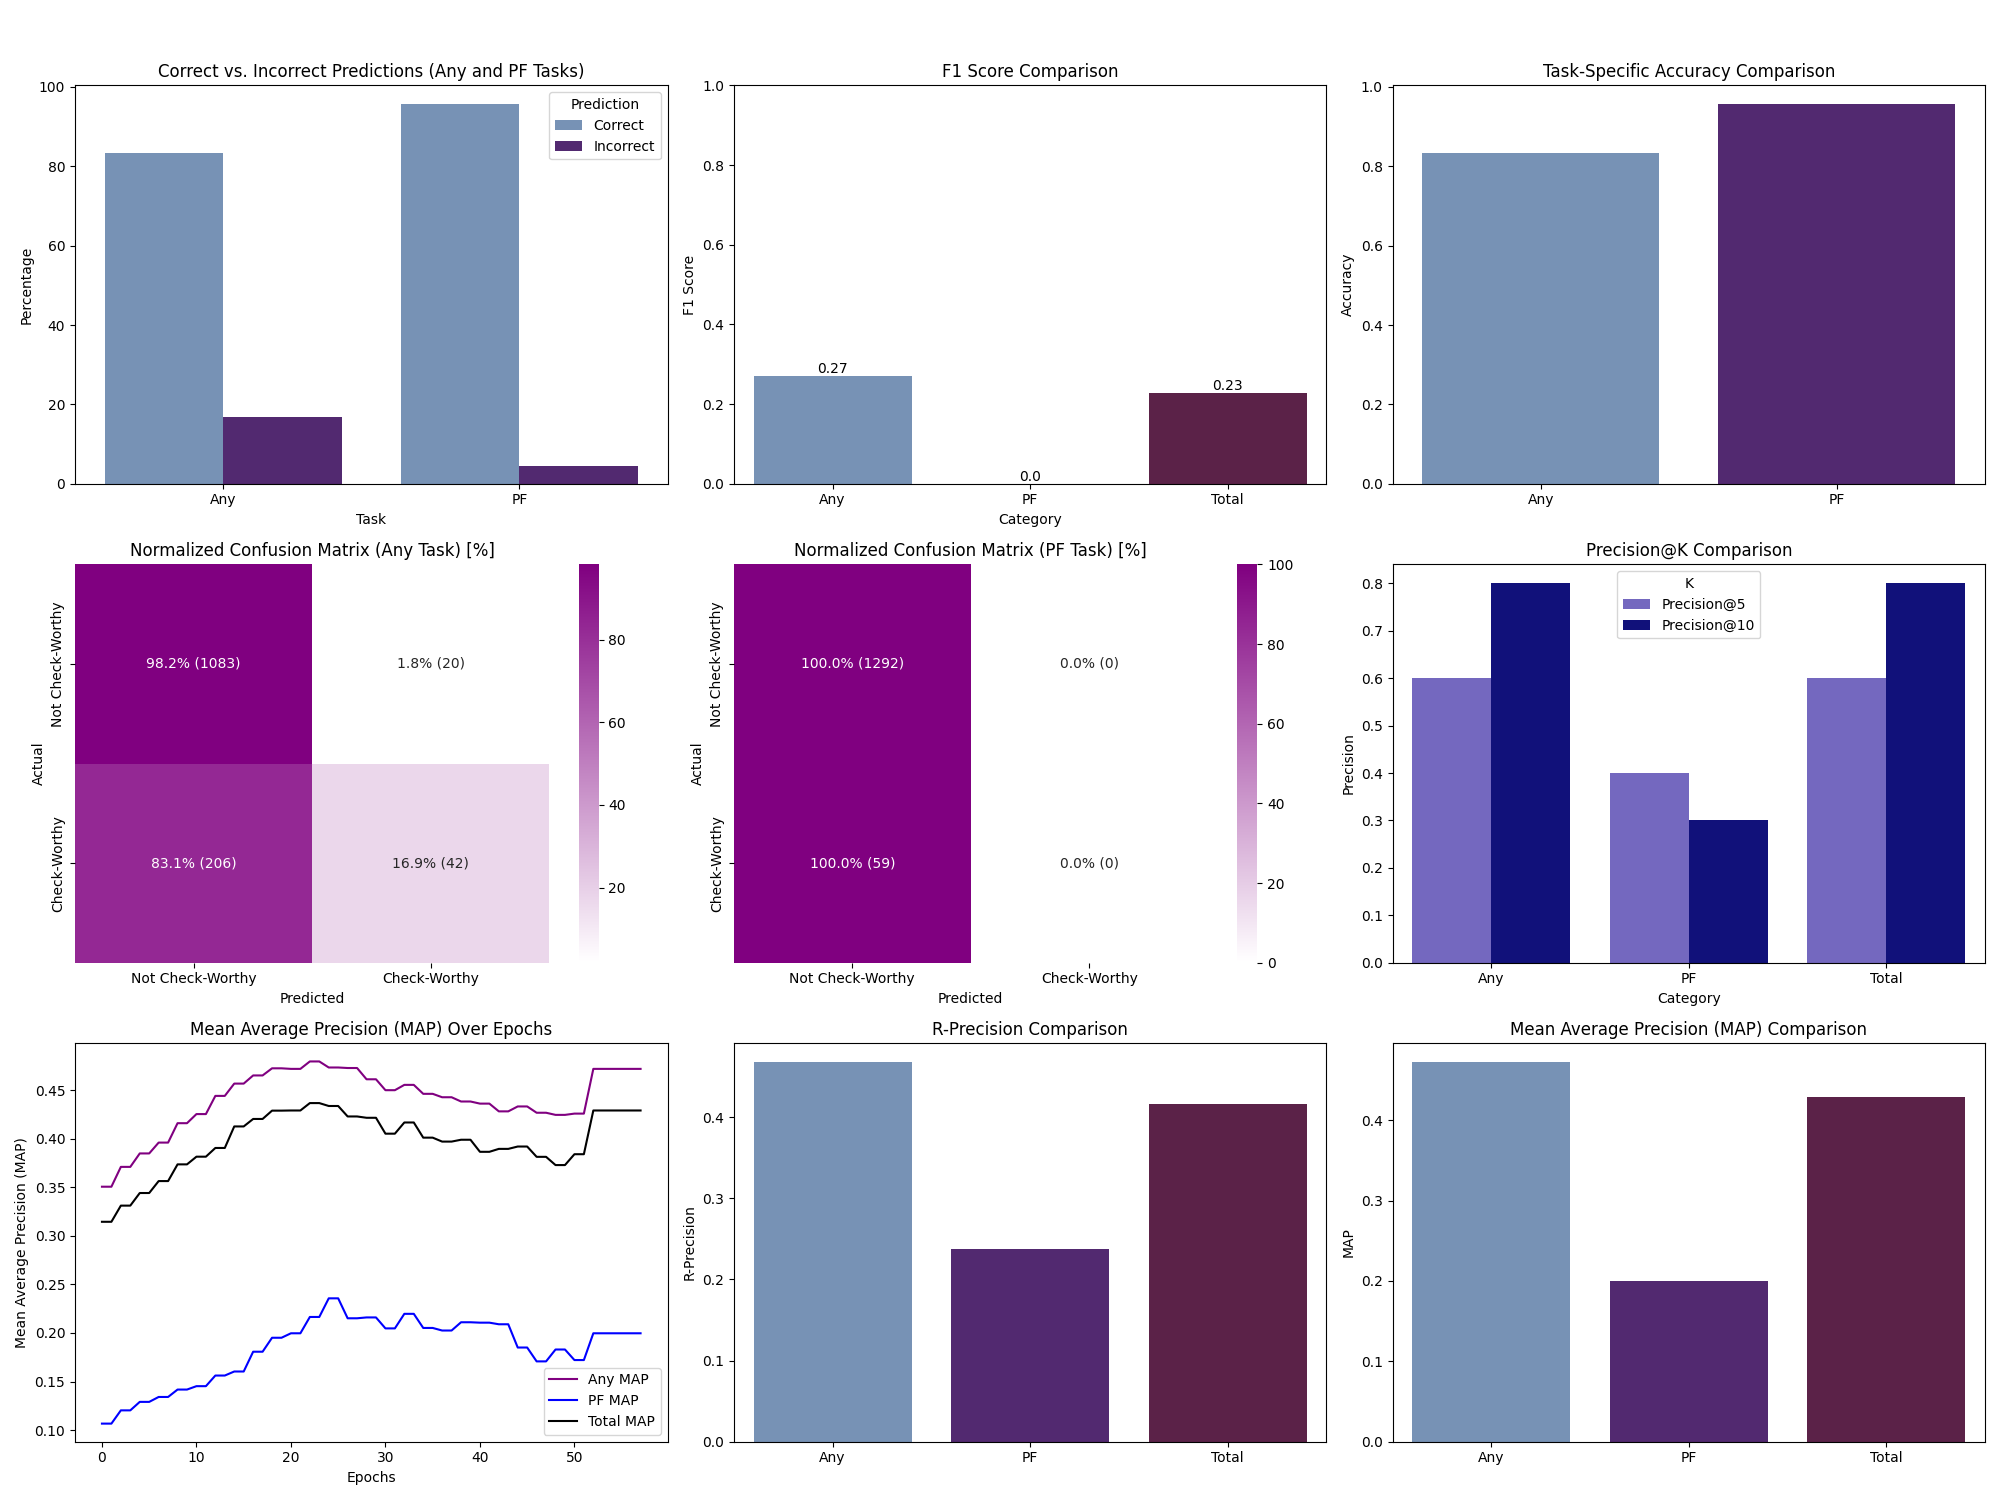 Correct vs. Incorrect Predictions (Any and PF Tasks)
Percentage
100
80
60
40
20
0
Prediction
Correct
Incorrect
Any
PF
Task
F1 Score Comparison
F1 Score
1.0
0.8
0.6
0.4
0.2
0.0
0.27
0.0
0.23
Any
PF
Total
Category
Task-Specific Accuracy Comparison
Accuracy
1.0
0.8
0.6
0.4
0.2
0.0
Any
PF
Normalized Confusion Matrix (Any Task) [%]
Actual
Not Check-Worthy
Check-Worthy
98.2% (1083)
1.8% (20)
83.1% (206)
16.9% (42)
80
60
40
20
Not Check-Worthy
Check-Worthy
Predicted
Normalized Confusion Matrix (PF Task) [%]
Actual
Not Check-Worthy
Check-Worthy
100.0% (1292)
0.0% (0)
100.0% (59)
0.0% (0)
100
80
60
40
20
0
Not Check-Worthy
Check-Worthy
Predicted
Precision@K Comparison
Precision
0.8
0.7
0.6
0.5
0.4
0.3
0.2
0.1
0.0
K
Precision@5
Precision@10
Any
PF
Total
Category
Mean Average Precision (MAP) Over Epochs
Mean Average Precision (MAP)
0.45
0.40
0.35
0.30
0.25
0.20
0.15
0.10
Any MAP
PF MAP
Total MAP
0
10
20
30
40
50
Epochs
R-Precision Comparison
R-Precision
0.4
0.3
0.2
0.1
0.0
Any
PF
Total
Mean Average Precision (MAP) Comparison
MAP
0.4
0.3
0.2
0.1
0.0
Any
PF
Total